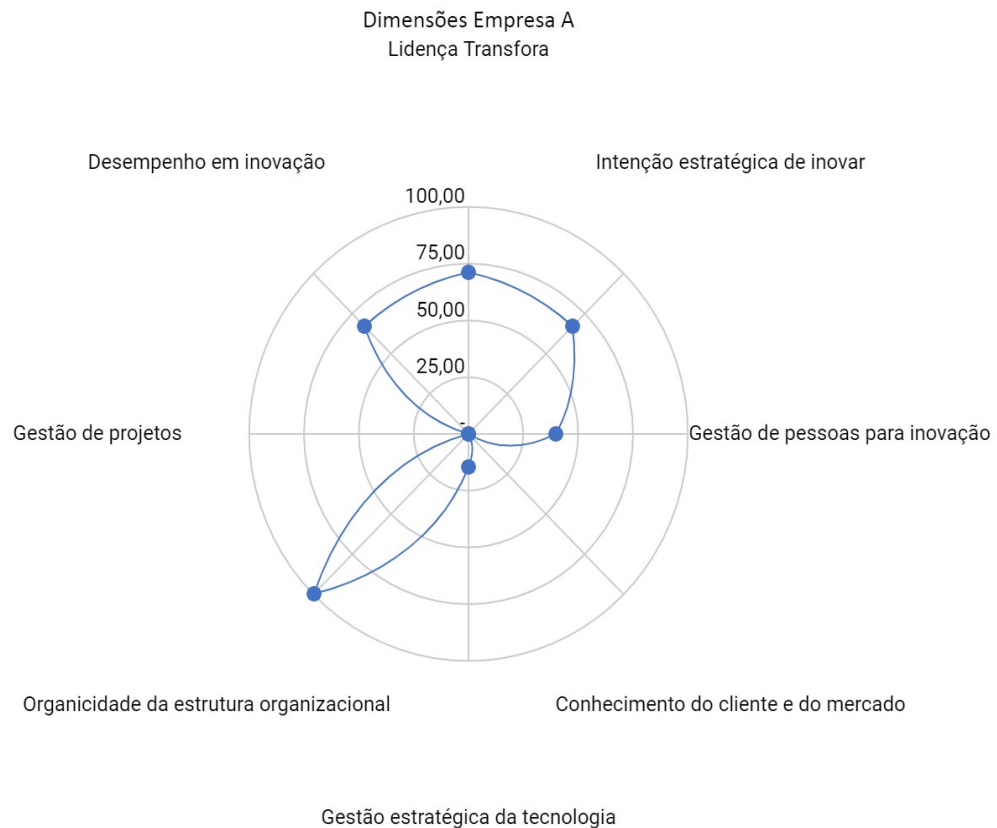 Dimensões Empresa A
Lidença Transfora
Desempenho em inovação
Intenção estratégica de inovar
100,00
75,00
50,00
25,00
-
Gestão de projetos
Gestão de pessoas para inovação
Organicidade da estrutura organizacional
Conhecimento do cliente e do mercado
Gestão estratégica da tecnologia